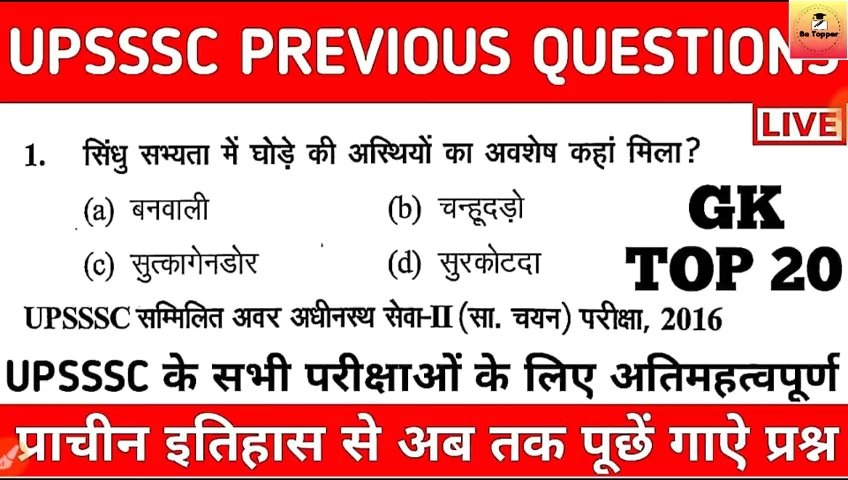 UPSSSC PREVIOUS QUESTIONS
Be Topper
LIVE
1. सिंधु सभ्यता में घोड़े की अस्थियों का अवशेष कहां मिला?
(a) बनवाली (b) चन्हूदड़ो
(c) सुत्कागेनडोर (d) सुरकोटदा
GK
TOP 20
UPSSSC सम्मिलित अवर अधीनस्थ सेवा-II (सा. चयन) परीक्षा, 2016
UPSSSC के सभी परीक्षाओं के लिए अतिमहत्वपूर्ण
प्राचीन इतिहास से अब तक पूछें गाऐ प्रश्न